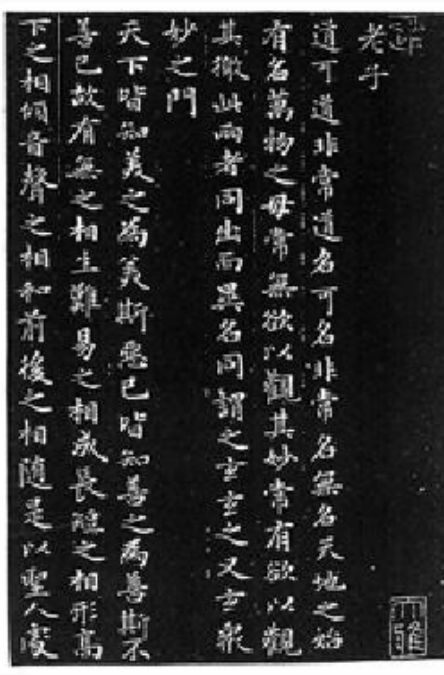 老子
道可道非常道名可名非常名無名天地之始
有名萬物之母常無欲以觀其妙常有欲以觀
其徼此兩者同出而異名同謂之玄玄之又玄衆
妙之門
天下皆知美之為美斯惡已皆知善之為善斯不
善已故有無之相生難易之相成長短之相形高
下之相傾音聲之相和前後之相隨是以聖人處